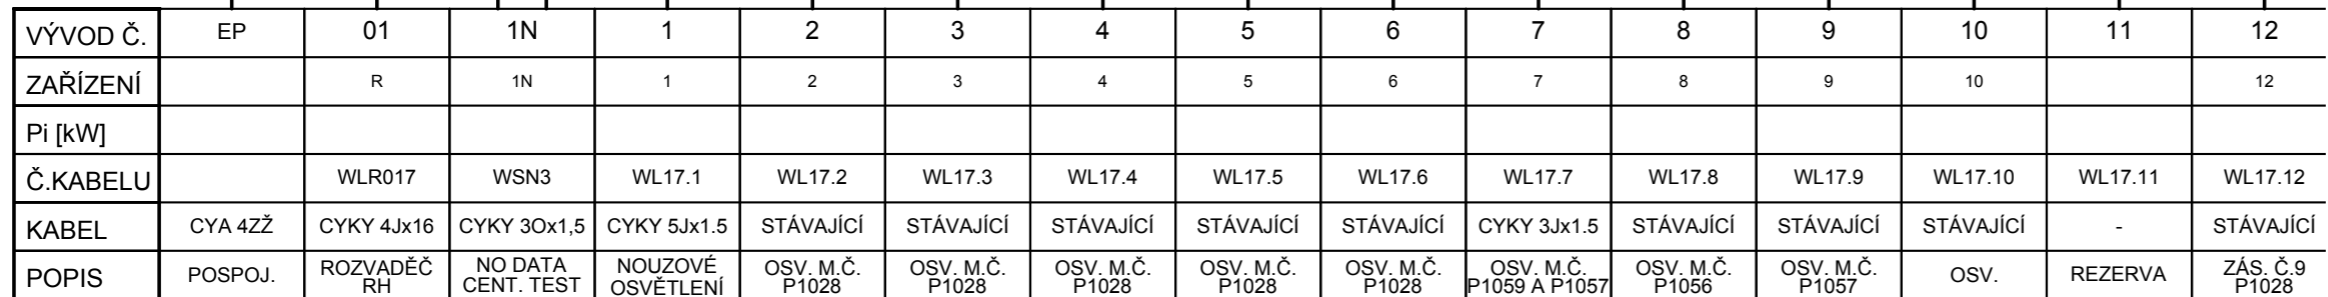 VÝVOD Č. EP 01 1N 1 2 3 4 5 6 7 8 9 10 11 12
ZAŘÍZENÍ R 1N 1 2 3 4 5 6 7 8 9 10 12
Pi [kW]
Č.KABELU WLR017 WSN3 WL17.1 WL17.2 WL17.3 WL17.4 WL17.5 WL17.6 WL17.7 WL17.8 WL17.9 WL17.10 WL17.11 WL17.12
KABEL CYA 4ZŽ CYKY 4Jx16 CYKY 3Ox1,5 CYKY 5Jx1.5 STÁVAJÍCÍ STÁVAJÍCÍ STÁVAJÍCÍ STÁVAJÍCÍ STÁVAJÍCÍ CYKY 3Jx1.5 STÁVAJÍCÍ STÁVAJÍCÍ STÁVAJÍCÍ - STÁVAJÍCÍ
POPIS POSPOJ. ROZVADĚČ RH NO DATA CENT. TEST NOUZOVÉ OSVĚTLENÍ OSV. M.Č. P1028 OSV. M.Č. P1028 OSV. M.Č. P1028 OSV. M.Č. P1028 OSV. M.Č. P1028 OSV. M.Č. P1059 A P1057 OSV. M.Č. P1056 OSV. M.Č. P1057 OSV. REZERVA ZÁS. Č.9 P1028